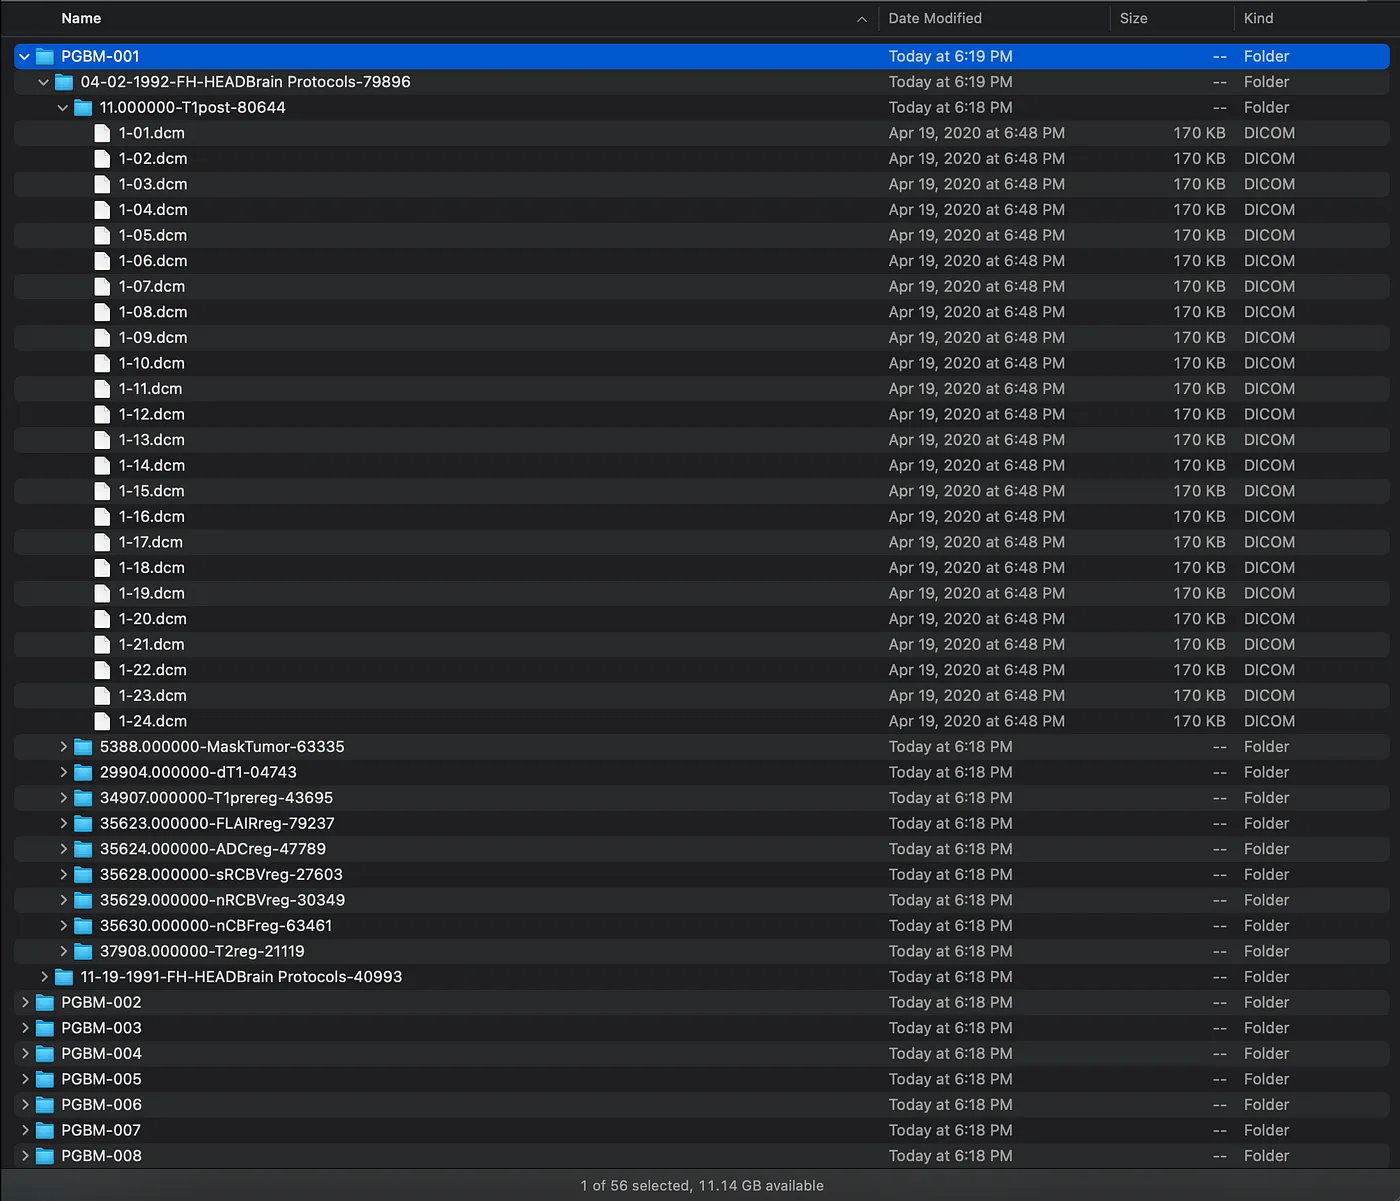 Name Date Modified Size Kind
PGBM-001 Today at 6:19 PM -- Folder
04-02-1992-FH-HEADBrain Protocols-79896 Today at 6:19 PM -- Folder
11.000000-T1post-80644 Today at 6:18 PM -- Folder
1-01.dcm Apr 19, 2020 at 6:48 PM 170 KB DICOM
1-02.dcm Apr 19, 2020 at 6:48 PM 170 KB DICOM
1-03.dcm Apr 19, 2020 at 6:48 PM 170 KB DICOM
1-04.dcm Apr 19, 2020 at 6:48 PM 170 KB DICOM
1-05.dcm Apr 19, 2020 at 6:48 PM 170 KB DICOM
1-06.dcm Apr 19, 2020 at 6:48 PM 170 KB DICOM
1-07.dcm Apr 19, 2020 at 6:48 PM 170 KB DICOM
1-08.dcm Apr 19, 2020 at 6:48 PM 170 KB DICOM
1-09.dcm Apr 19, 2020 at 6:48 PM 170 KB DICOM
1-10.dcm Apr 19, 2020 at 6:48 PM 170 KB DICOM
1-11.dcm Apr 19, 2020 at 6:48 PM 170 KB DICOM
1-12.dcm Apr 19, 2020 at 6:48 PM 170 KB DICOM
1-13.dcm Apr 19, 2020 at 6:48 PM 170 KB DICOM
1-14.dcm Apr 19, 2020 at 6:48 PM 170 KB DICOM
1-15.dcm Apr 19, 2020 at 6:48 PM 170 KB DICOM
1-16.dcm Apr 19, 2020 at 6:48 PM 170 KB DICOM
1-17.dcm Apr 19, 2020 at 6:48 PM 170 KB DICOM
1-18.dcm Apr 19, 2020 at 6:48 PM 170 KB DICOM
1-19.dcm Apr 19, 2020 at 6:48 PM 170 KB DICOM
1-20.dcm Apr 19, 2020 at 6:48 PM 170 KB DICOM
1-21.dcm Apr 19, 2020 at 6:48 PM 170 KB DICOM
1-22.dcm Apr 19, 2020 at 6:48 PM 170 KB DICOM
1-23.dcm Apr 19, 2020 at 6:48 PM 170 KB DICOM
1-24.dcm Apr 19, 2020 at 6:48 PM 170 KB DICOM
5388.000000-MaskTumor-63335 Today at 6:18 PM -- Folder
29904.000000-dT1-04743 Today at 6:18 PM -- Folder
34907.000000-T1prereg-43695 Today at 6:18 PM -- Folder
35623.000000-FLAIRreg-79237 Today at 6:18 PM -- Folder
35624.000000-ADCreg-47789 Today at 6:18 PM -- Folder
35628.000000-sRCBVreg-27603 Today at 6:18 PM -- Folder
35629.000000-nRCBVreg-30349 Today at 6:18 PM -- Folder
35630.000000-nCBFreg-63461 Today at 6:18 PM -- Folder
37908.000000-T2reg-21119 Today at 6:18 PM -- Folder
11-19-1991-FH-HEADBrain Protocols-40993 Today at 6:18 PM -- Folder
PGBM-002 Today at 6:18 PM -- Folder
PGBM-003 Today at 6:18 PM -- Folder
PGBM-004 Today at 6:18 PM -- Folder
PGBM-005 Today at 6:18 PM -- Folder
PGBM-006 Today at 6:18 PM -- Folder
PGBM-007 Today at 6:18 PM -- Folder
PGBM-008 Today at 6:18 PM -- Folder
1 of 56 selected, 11.14 GB available